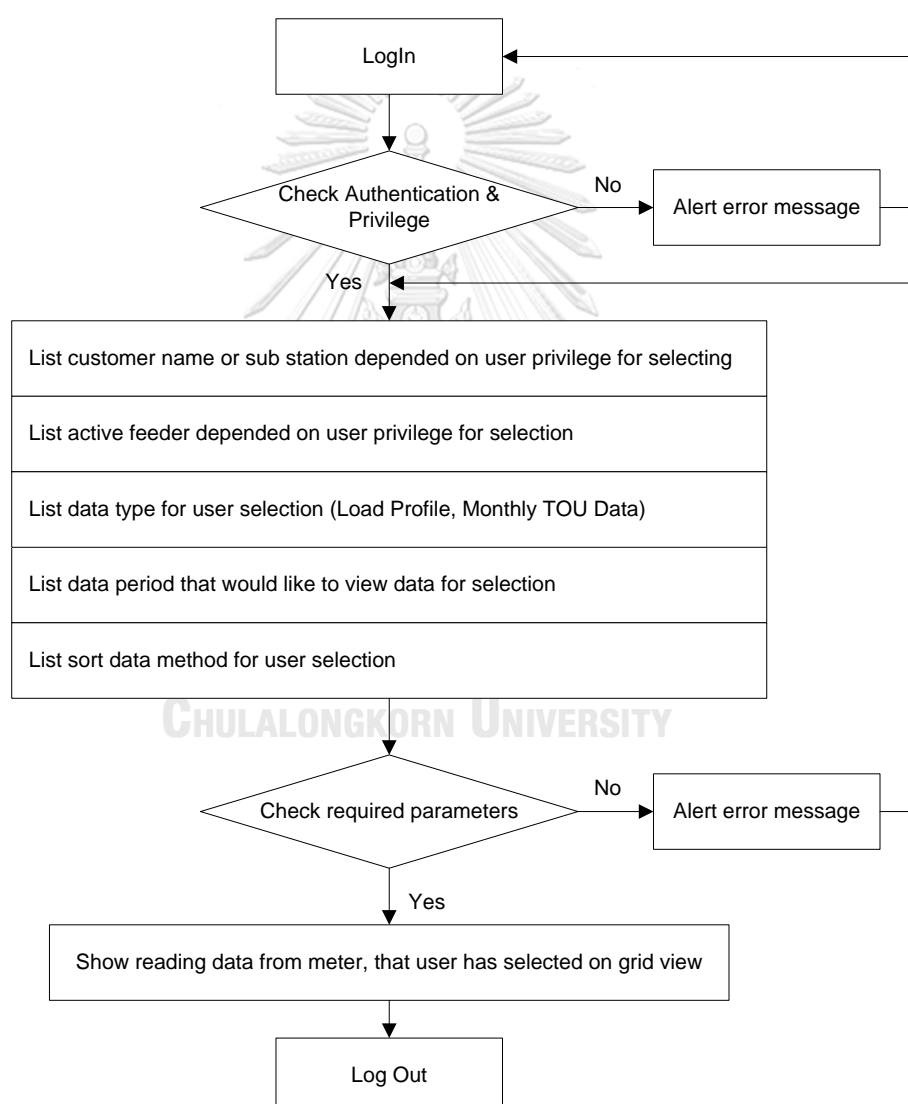 LogIn
Check Authentication &
Privilege
No
Alert error message
Yes
List customer name or sub station depended on user privilege for selecting
List active feeder depended on user privilege for selection
List data type for user selection (Load Profile, Monthly TOU Data)
List data period that would like to view data for selection
List sort data method for user selection
CHULALONGKORN UNIVERSITY
Check required parameters
No
Alert error message
Yes
Show reading data from meter, that user has selected on grid view
Log Out